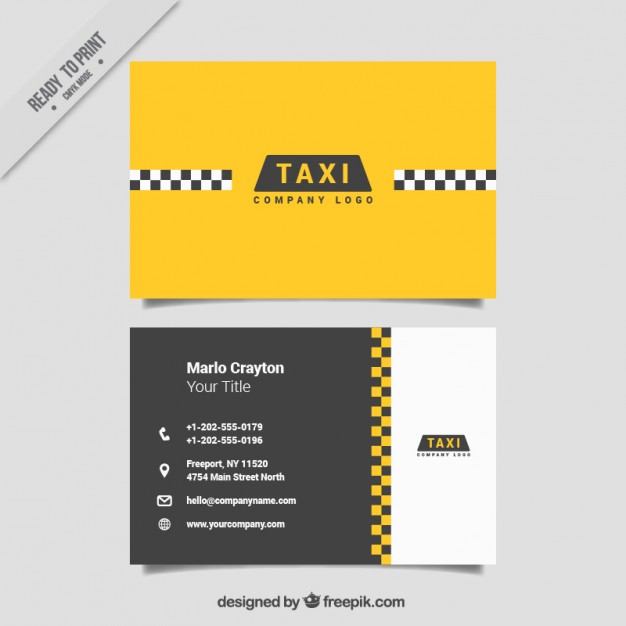 READY TO PRINT
CMYK MODE
TAXI
COMPANY LOGO
Marlo Crayton
Your Title
+1-202-555-0179
+1-202-555-0196
Freeport, NY 11520
4754 Main Street North
hello@companyname.com
www.yourcompany.com
TAXI
COMPANY LOGO
designed by freepik.com